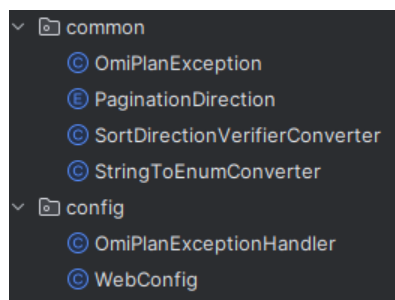 common
C OmiPlanException
E PaginationDirection
C SortDirectionVerifierConverter
C StringToEnumConverter
config
C OmiPlanExceptionHandler
C WebConfig